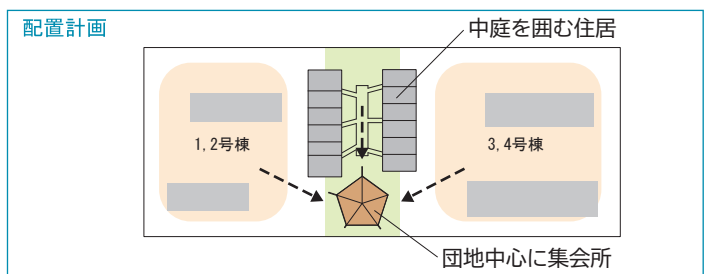 配置計画
中庭を囲む住居
1,2号棟
3,4号棟
団地中心に集会所